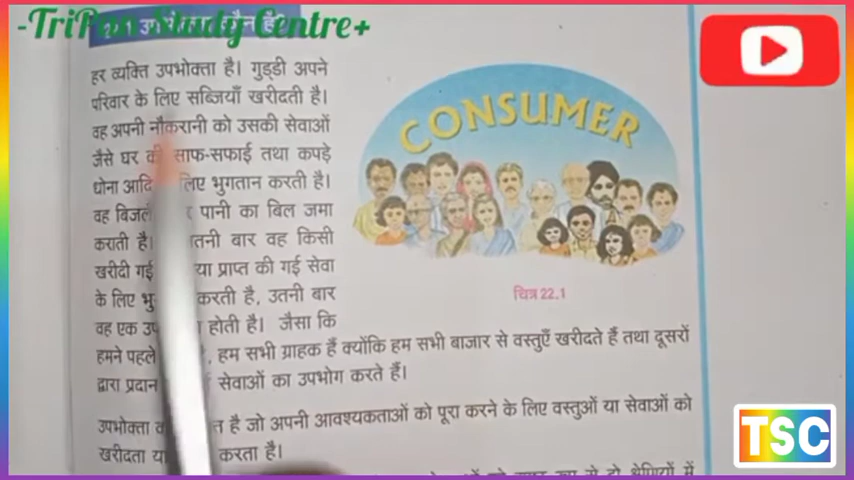 -TriPan Study Centre+
हर व्यक्ति उपभोक्ता है। गुड्डी अपने
परिवार के लिए सब्जियाँ खरीदती है।
वह अपनी नौकरानी को उसकी सेवाओं
जैसे घर की साफ-सफाई तथा कपड़े
धोना आदि लिए भुगतान करती है।
वह बिजली पानी का बिल जमा
कराती है। तनी बार वह किसी
खरीदी गई या प्राप्त की गई सेवा
के लिए भु करती है, उतनी बार
वह एक उप होती है। जैसा कि
हमने पहले , हम सभी ग्राहक हैं क्योंकि हम सभी बाजार से वस्तुएँ खरीदते हैं तथा दूसरों
द्वारा प्रदान सेवाओं का उपभोग करते हैं।
CONSUMER
चित्र 22.1
उपभोक्ता व त है जो अपनी आवश्यकताओं को पूरा करने के लिए वस्तुओं या सेवाओं को
खरीदता या करता है।
TSC